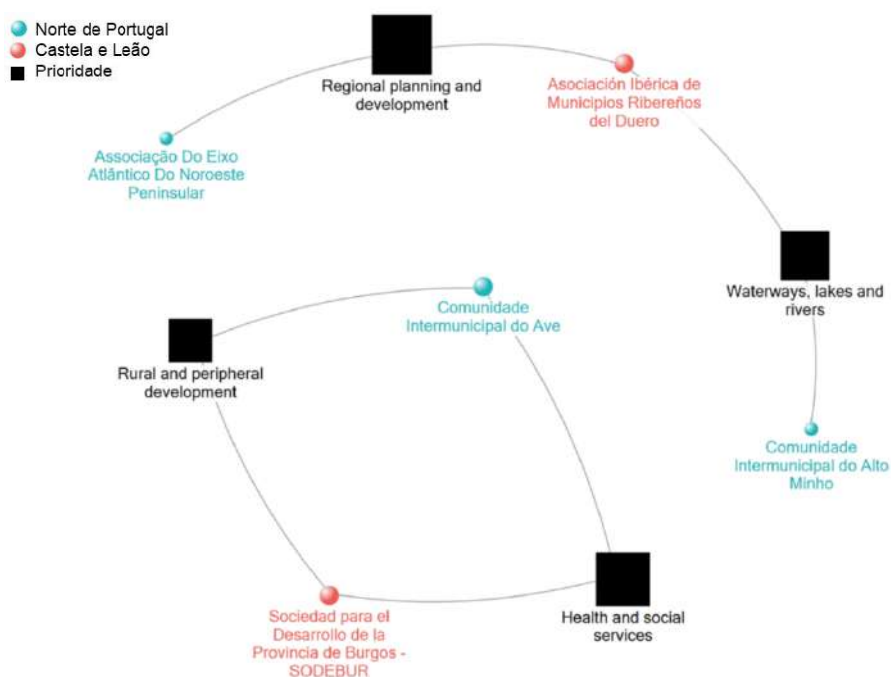 Norte de Portugal
Castela e Leão
Prioridade
Regional planning and
development
Asociación Ibérica de
Municipios Ribereños
del Duero
Associação Do Eixo
Atlântico Do Noroeste
Peninsular
Waterways, lakes and
rivers
Comunidade
Intermunicipal do Ave
Rural and peripheral
development
Comunidade
Intermunicipal do Alto
Minho
Health and social
services
Sociedad para el
Desarrollo de la
Provincia de Burgos -
SODEBUR